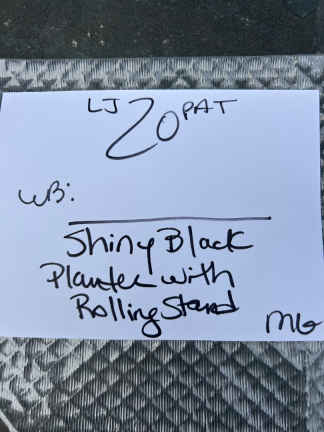 LJ 20 PAT
WB:
Shiny Black
Planter with
Rolling Stand
MG